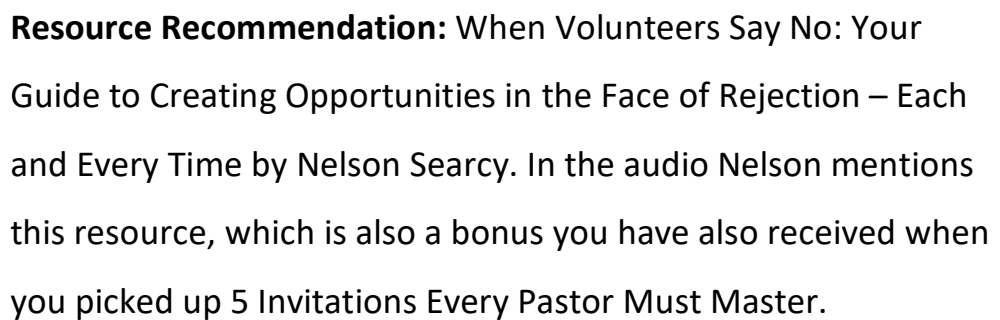 Resource Recommendation: When Volunteers Say No: Your
Guide to Creating Opportunities in the Face of Rejection – Each
and Every Time by Nelson Searcy. In the audio Nelson mentions
this resource, which is also a bonus you have also received when
you picked up 5 Invitations Every Pastor Must Master.